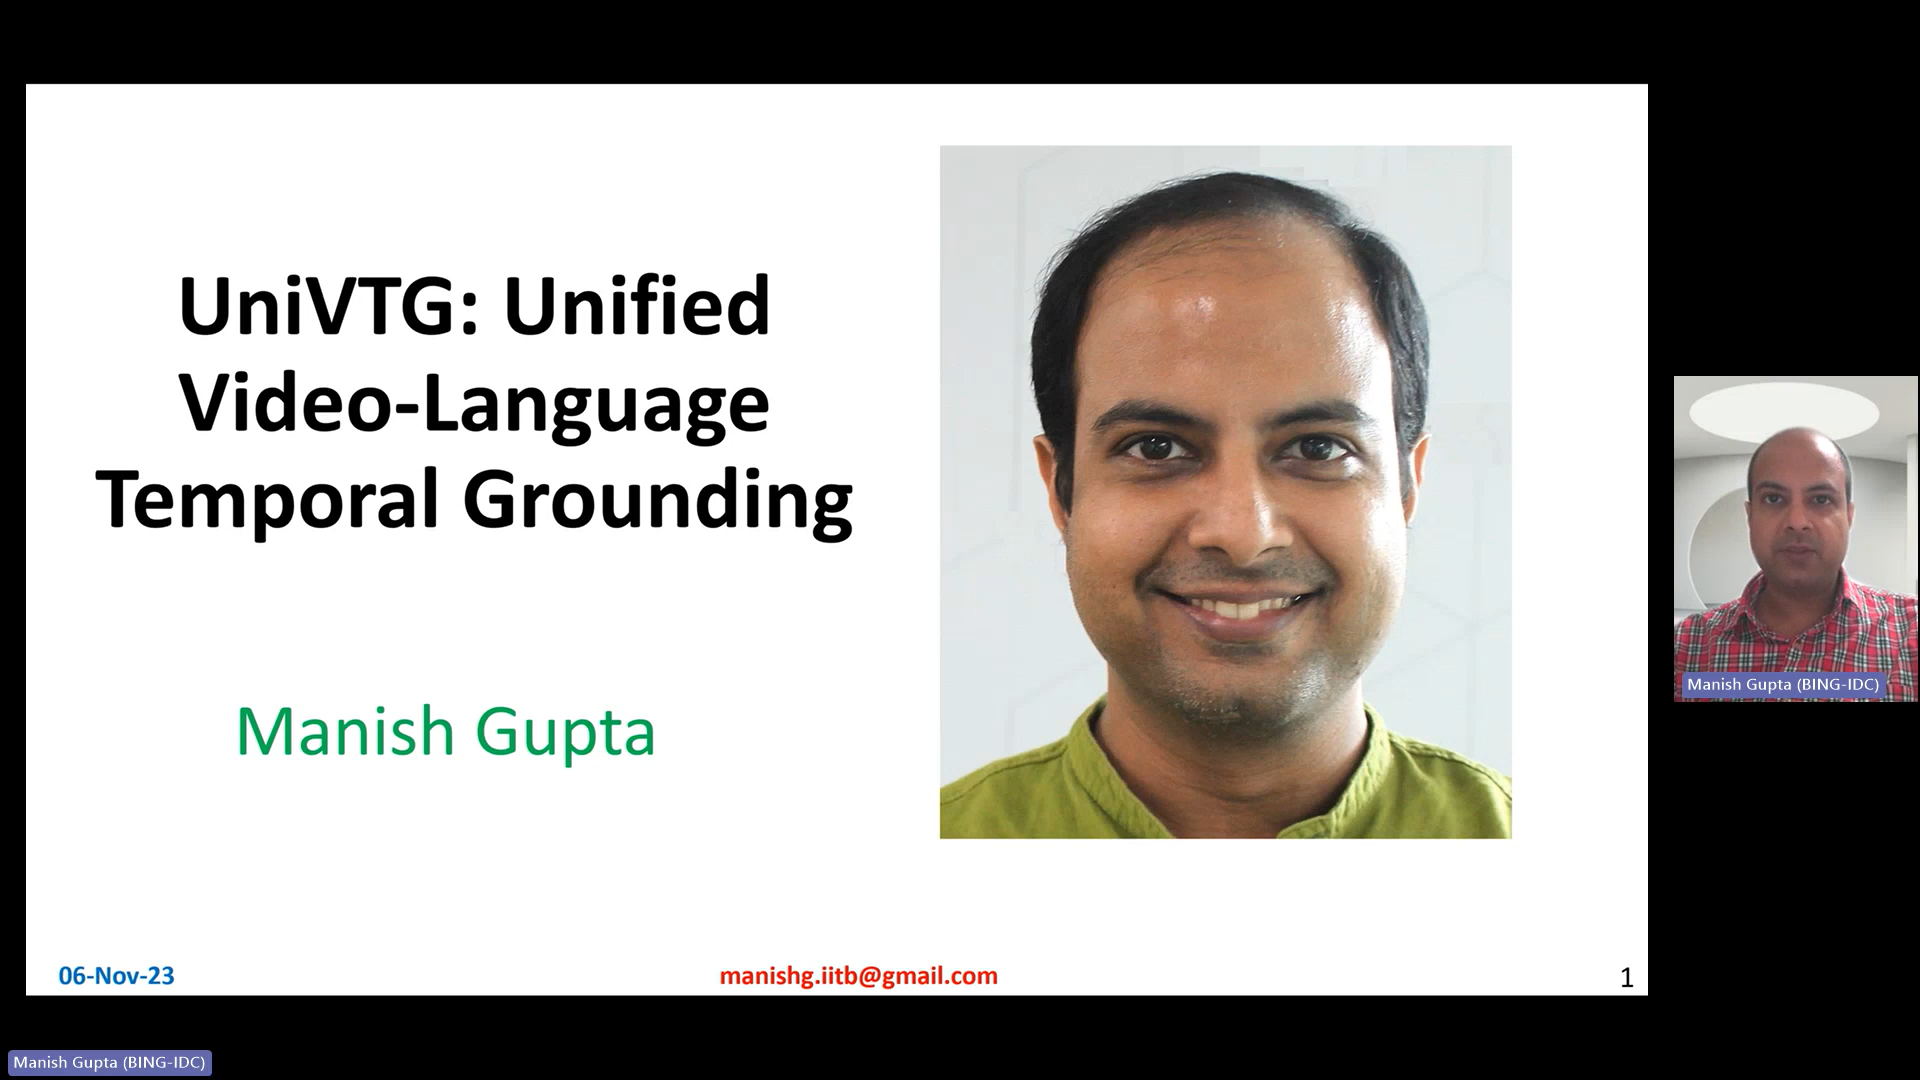 UniVTG: Unified
Video-Language
Temporal Grounding
Manish Gupta
06-Nov-23
manishg.iitb@gmail.com
1
Manish Gupta (BING-IDC)
Manish Gupta (BING-IDC)